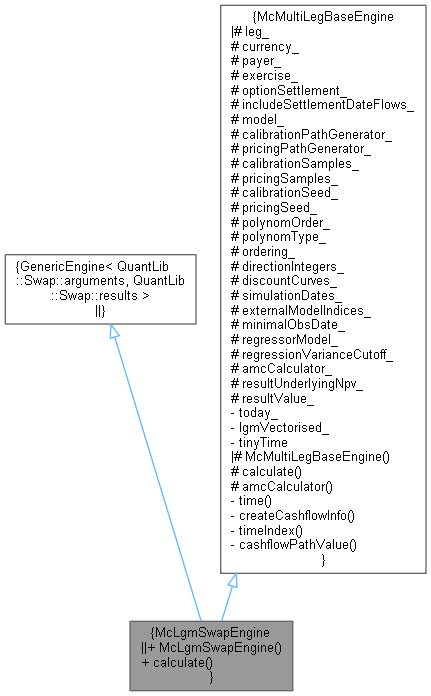 {McMultiLegBaseEngine
|# leg_
# currency_
# payer_
# exercise_
# optionSettlement_
# includeSettlementDateFlows_
# model_
# calibrationPathGenerator_
# pricingPathGenerator_
# calibrationSamples_
# pricingSamples_
# calibrationSeed_
# pricingSeed_
# polynomOrder_
# polynomType_
# ordering_
# directionIntegers_
# discountCurves_
# simulationDates_
# externalModelIndices_
# minimalObsDate_
# regressorModel_
# regressionVarianceCutoff_
# amcCalculator_
# resultUnderlyingNpv_
# resultValue_
- today_
- lgmVectorised_
- tinyTime
|# McMultiLegBaseEngine()
# calculate()
# amcCalculator()
- time()
- createCashflowInfo()
- timeIndex()
- cashflowPathValue()
}
{GenericEngine< QuantLib
::Swap::arguments, QuantLib
::Swap::results >
||}
{McLgmSwapEngine
||+ McLgmSwapEngine()
+ calculate()
}